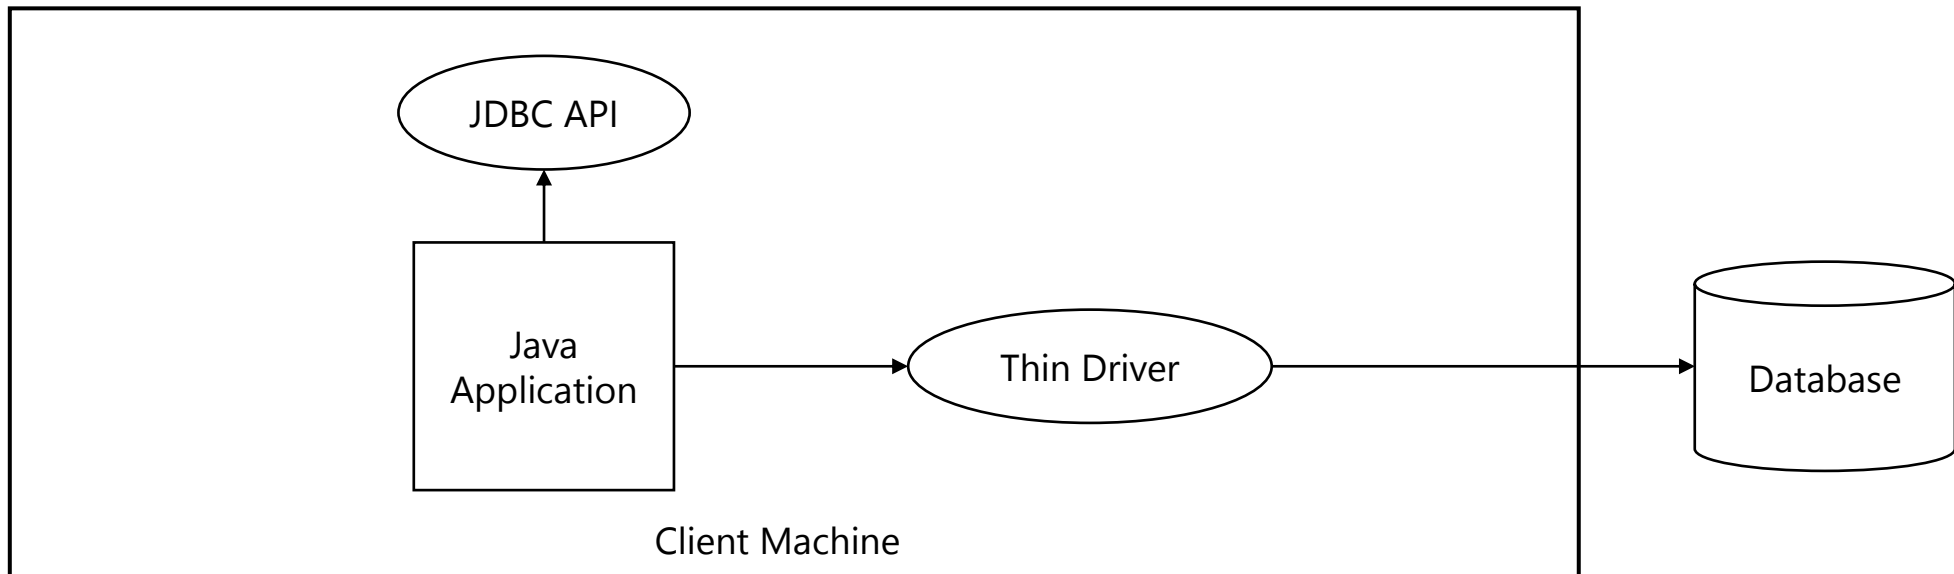 JDBC API
Java
Application
Thin Driver
Database
Client Machine